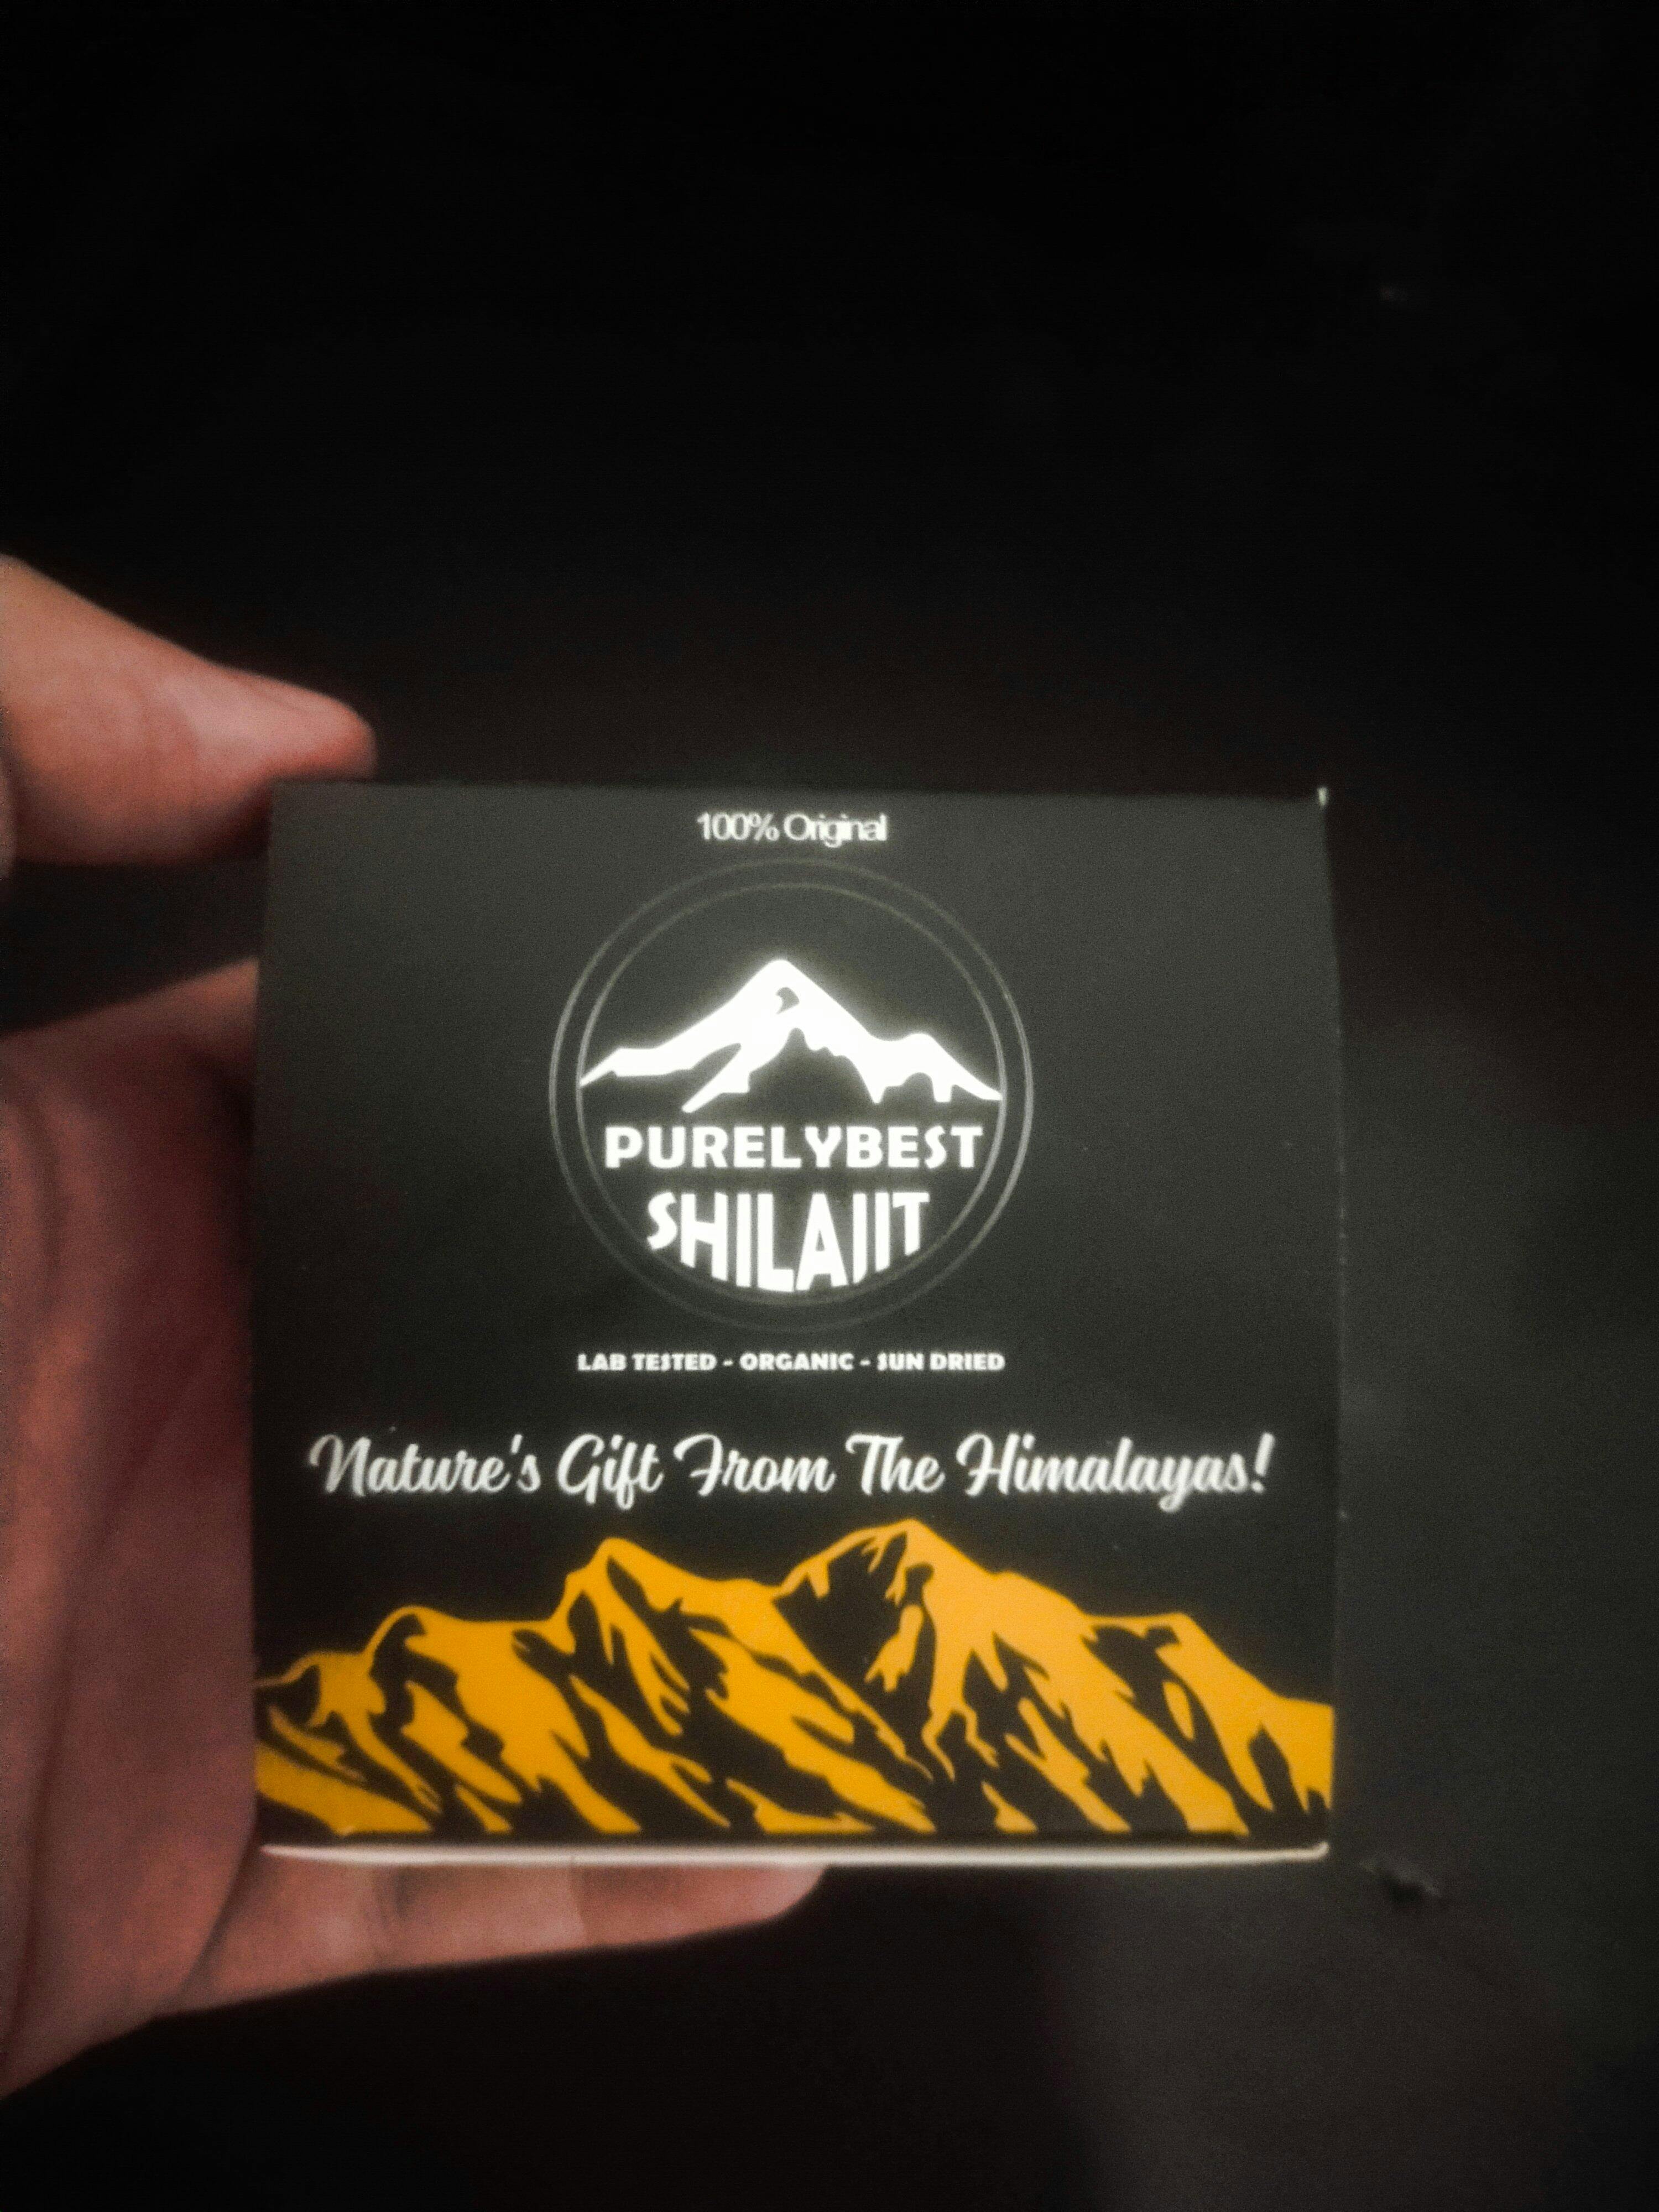 100% Original
PURELYBEST
SHILAJIT
LAB TESTED - ORGANIC - SUN DRIED
Nature's Gift From The Himalayas!